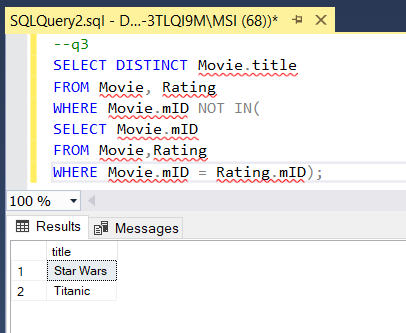 SQLQuery2.sql - D...-3TLQI9M\MSI (68))*
--q3
SELECT DISTINCT Movie.title
FROM Movie, Rating
WHERE Movie.mID NOT IN(
SELECT Movie.mID
FROM Movie,Rating
WHERE Movie.mID = Rating.mID);
100 %
Results Messages
title
1 Star Wars
2 Titanic